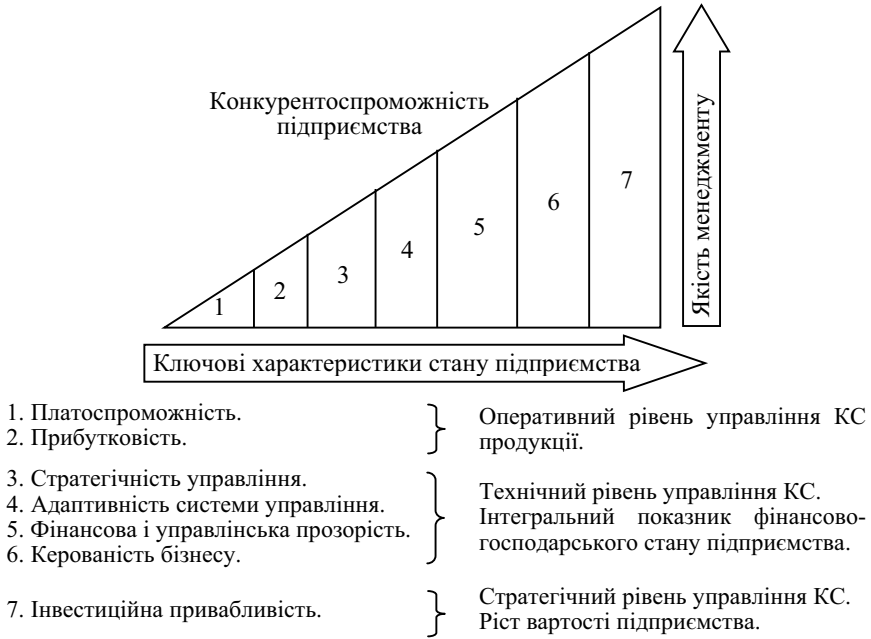 Конкурентоспроможність
підприємства
1
2
3
4
5
6
7
Якість менеджменту
Ключові характеристики стану підприємства
1. Платоспроможність.
2. Прибутковість.
Оперативний рівень управління КС
продукції.
3. Стратегічність управління.
4. Адаптивність системи управління.
5. Фінансова і управлінська прозорість.
6. Керованість бізнесу.
Технічний рівень управління КС.
Інтегральний показник фінансово-
господарського стану підприємства.
7. Інвестиційна привабливість.
Стратегічний рівень управління КС.
Ріст вартості підприємства.